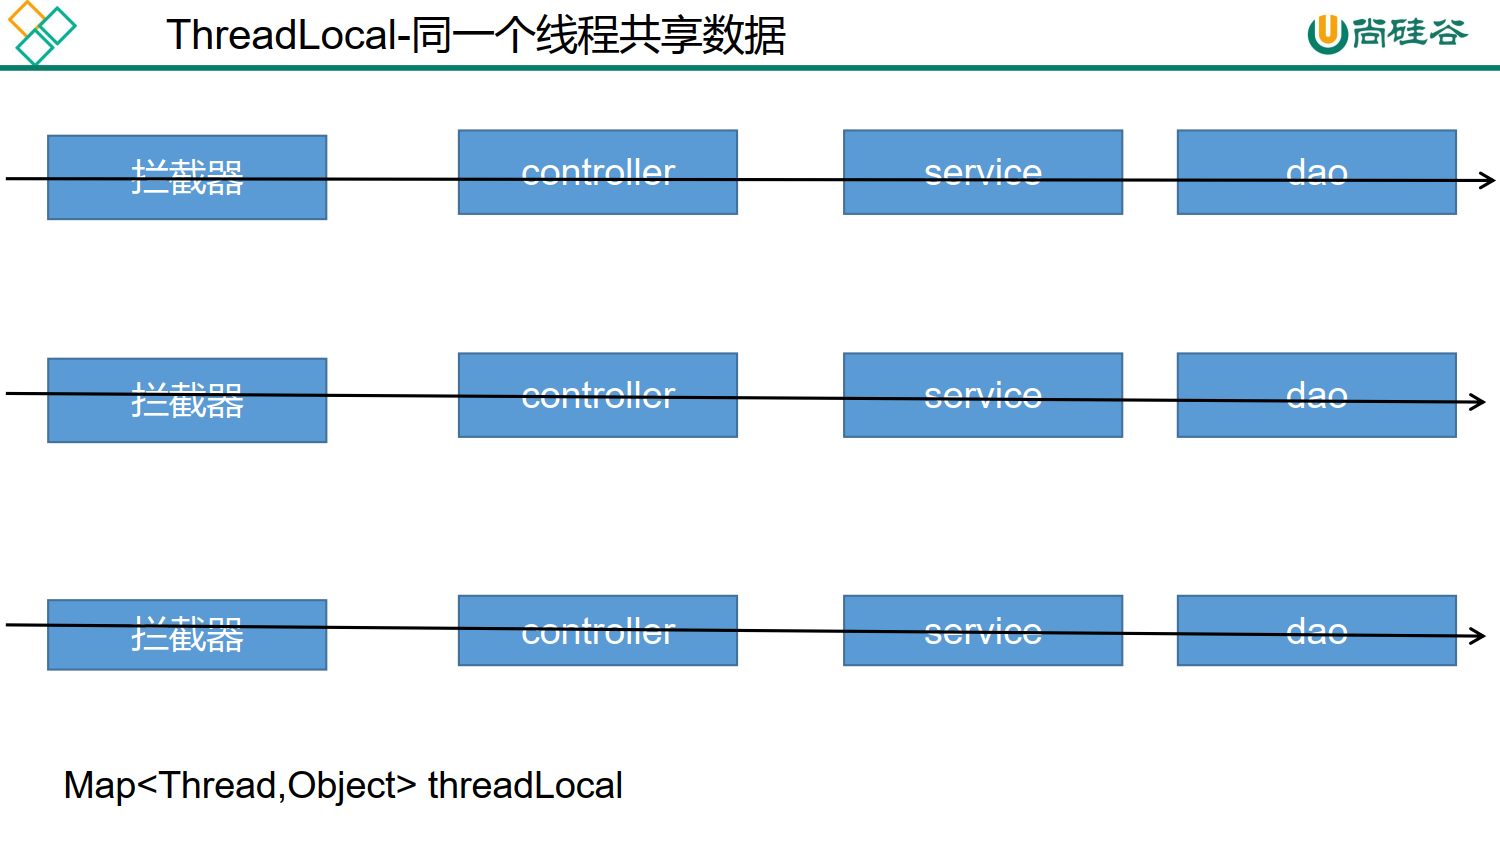 ThreadLocal-同一个线程共享数据
尚硅谷
拦截器 controller service dao
拦截器 controller service dao
拦截器 controller service dao
Map<Thread,Object> threadLocal